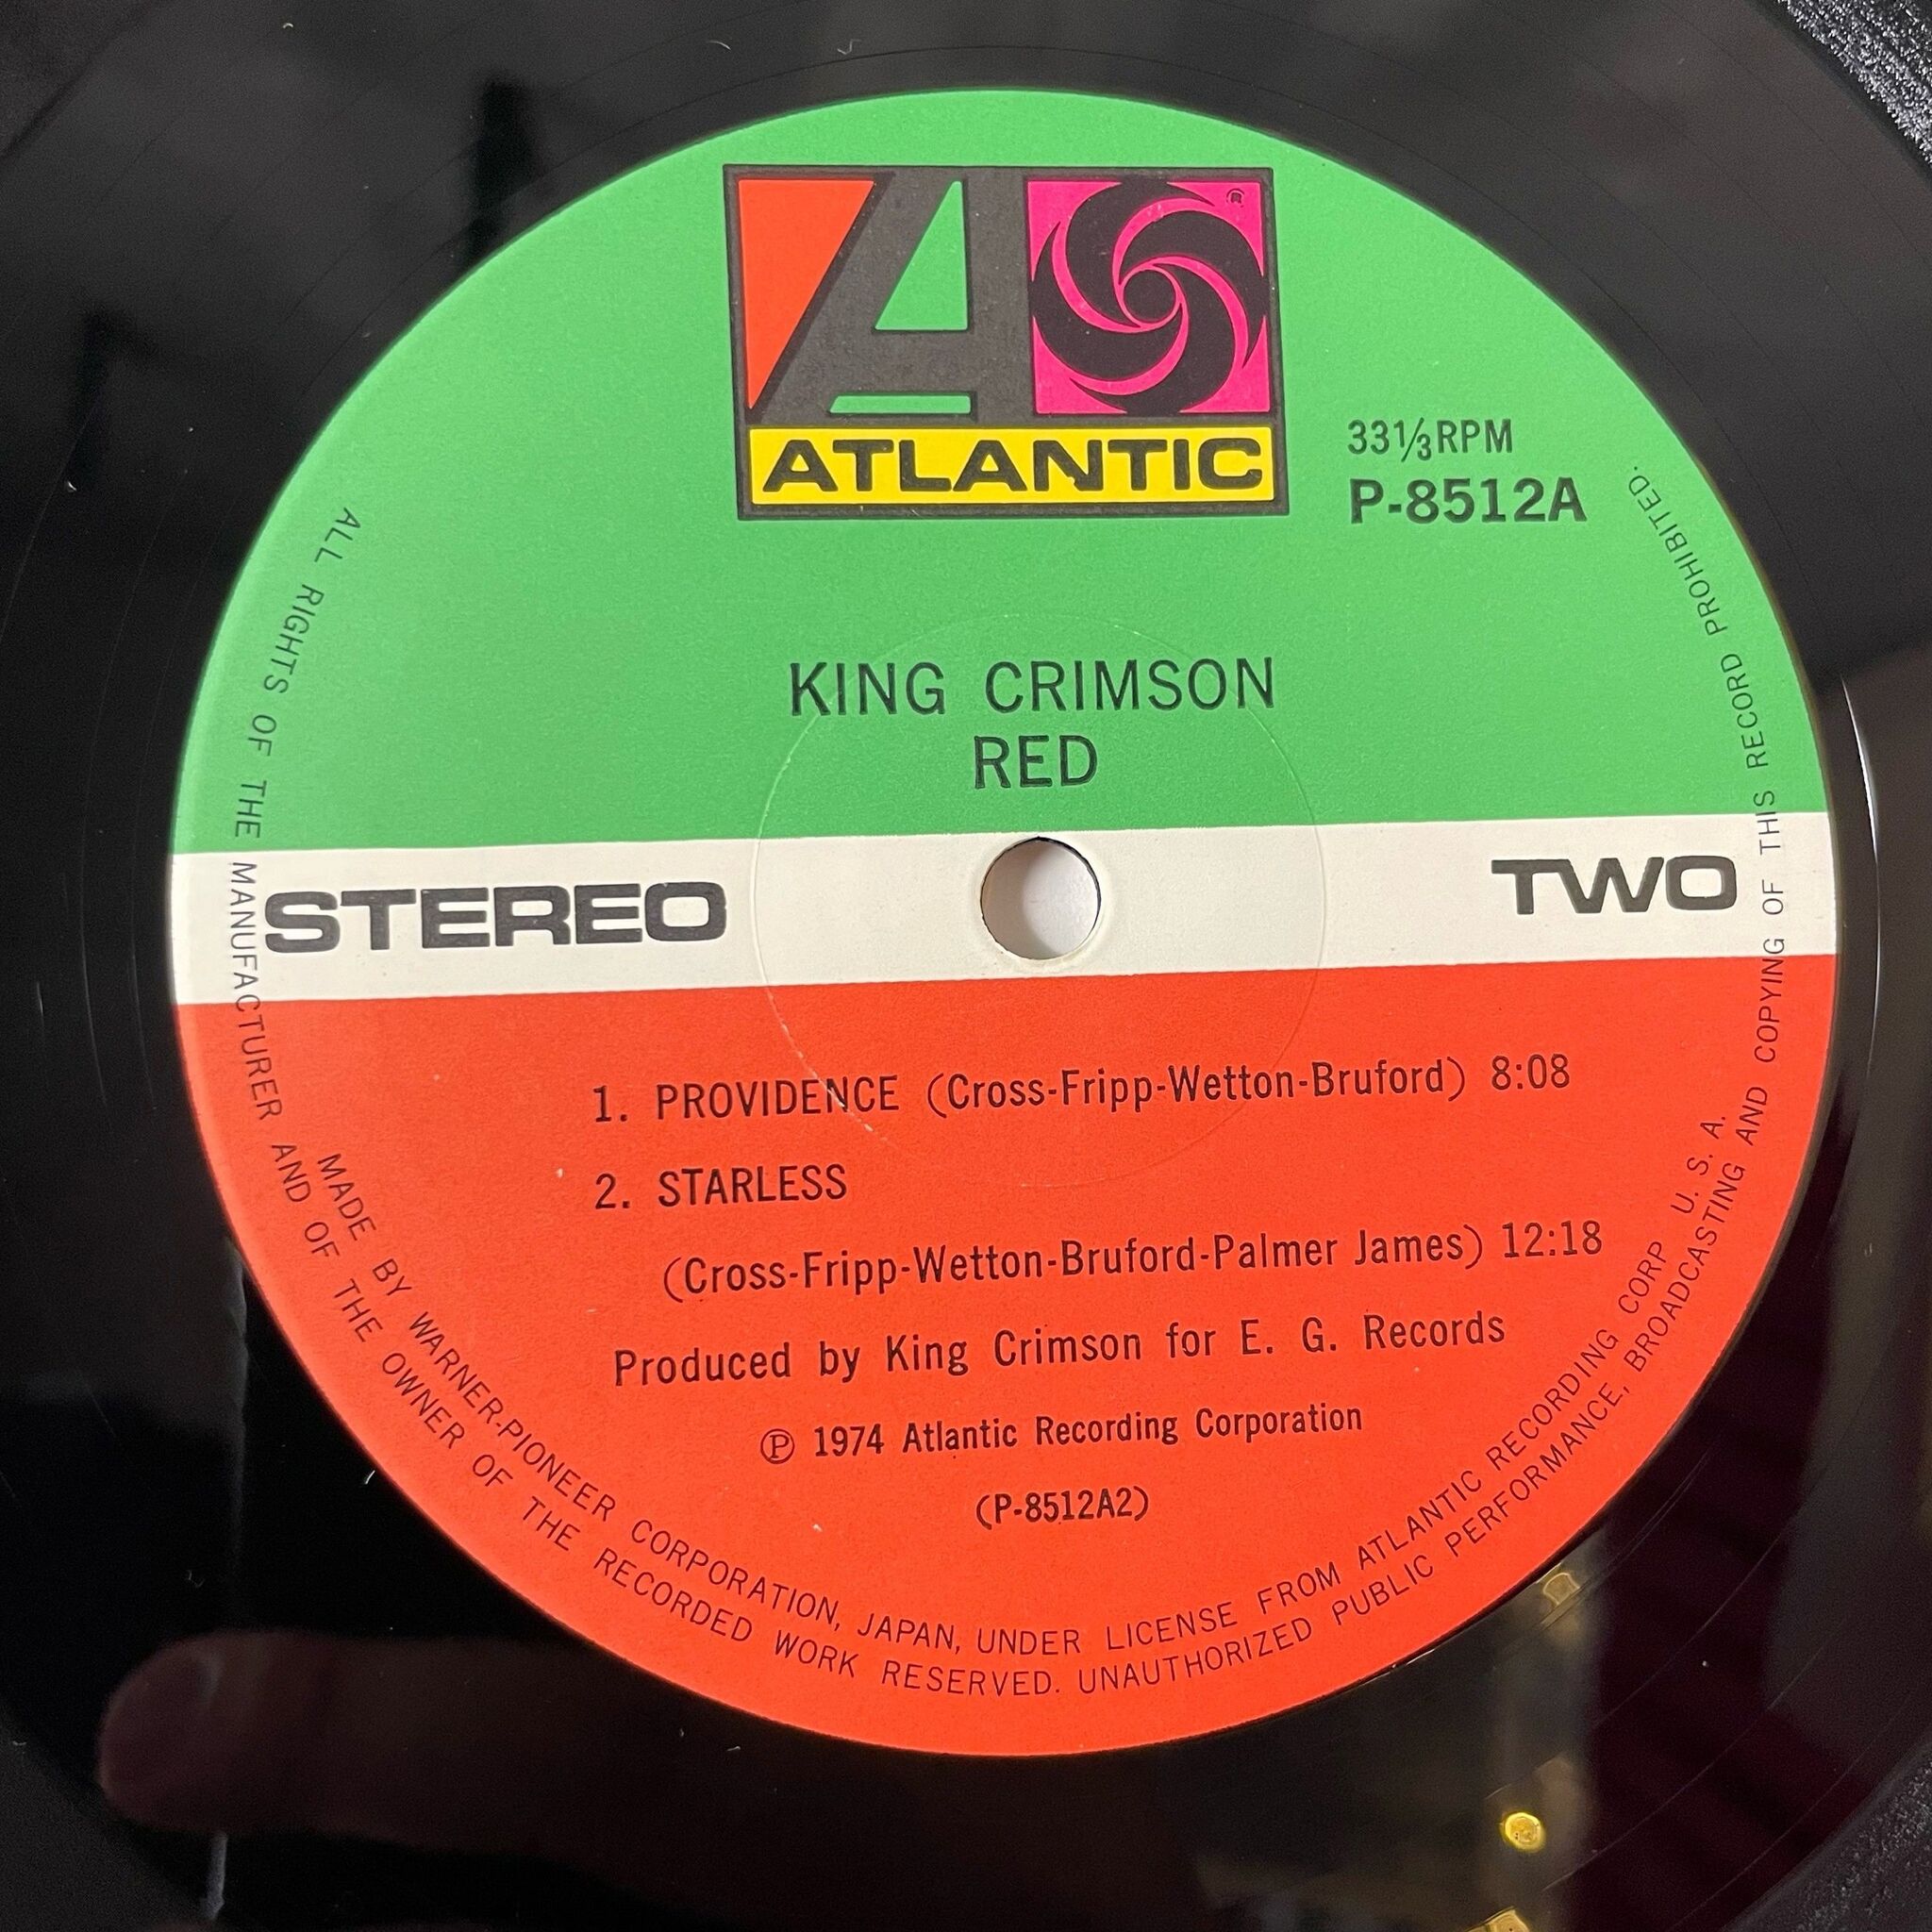 ATLANTIC
®
33⅓RPM
P-8512A
KING CRIMSON
RED
STEREO
TWO
1. PROVIDENCE (Cross-Fripp-Wetton-Bruford) 8:08
2. STARLESS
(Cross-Fripp-Wetton-Bruford-Palmer James) 12:18
Produced by King Crimson for E. G. Records
Ⓟ 1974 Atlantic Recording Corporation
(P-8512A2)
MADE BY WARNER-PIONEER CORPORATION, JAPAN, UNDER LICENSE FROM ATLANTIC RECORDING CORP U. S. A.
ALL RIGHTS OF THE MANUFACTURER AND OF THE OWNER OF THE RECORDED WORK RESERVED. UNAUTHORIZED PUBLIC PERFORMANCE, BROADCASTING AND COPYING OF THIS RECORD PROHIBITED.